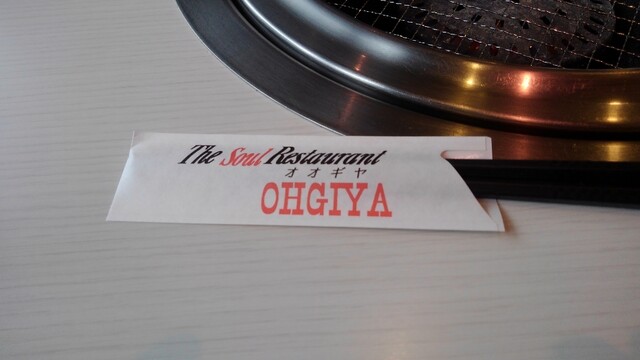 The Soul Restaurant
オオギヤ
OHGIYA